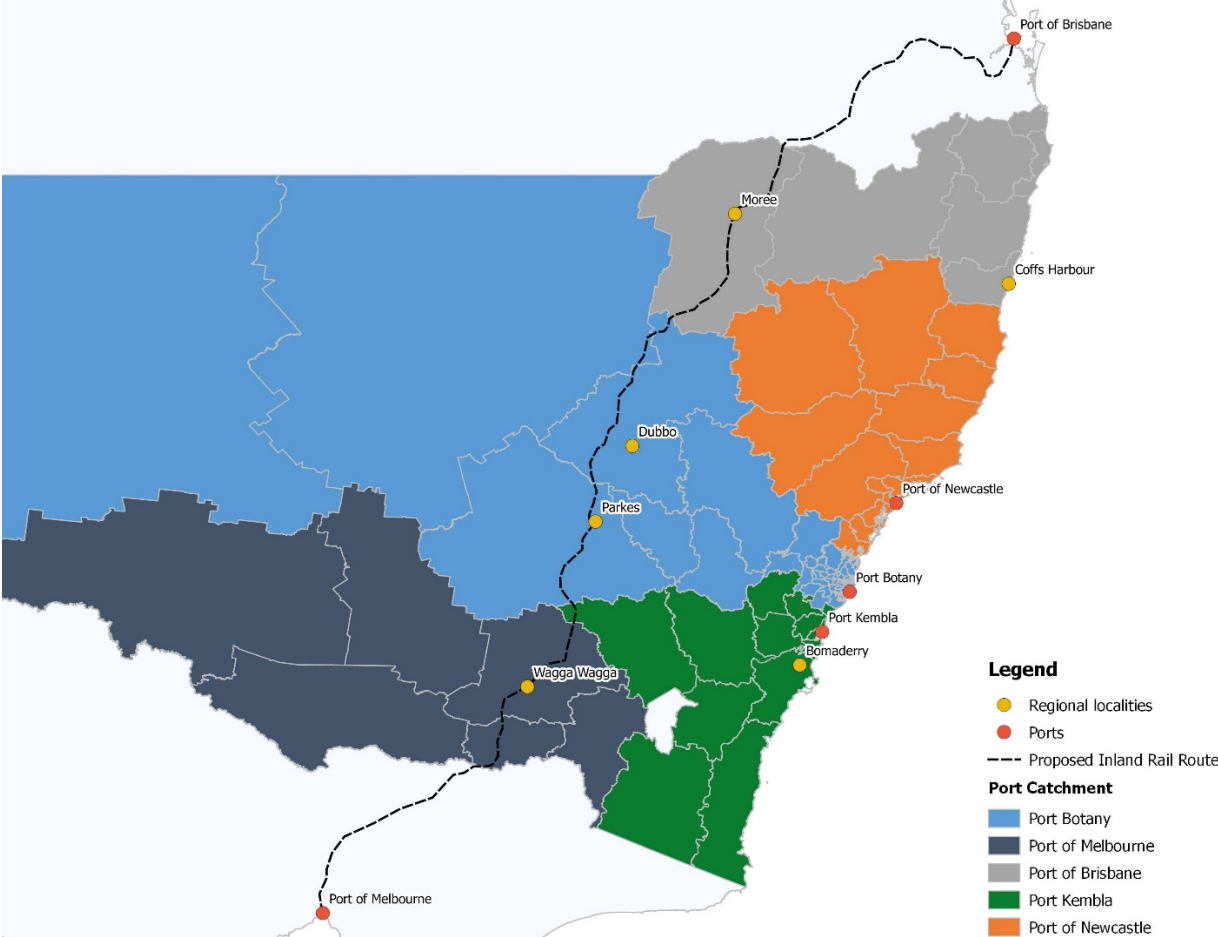 Port of Brisbane
Moree
Coffs Harbour
Dubbo
Port of Newcastle
Parkes
Port Botany
Port Kembla
Bomaderry
Wagga Wagga
Port of Melbourne
Legend
Regional localities
Ports
Proposed Inland Rail Route
Port Catchment
Port Botany
Port of Melbourne
Port of Brisbane
Port Kembla
Port of Newcastle